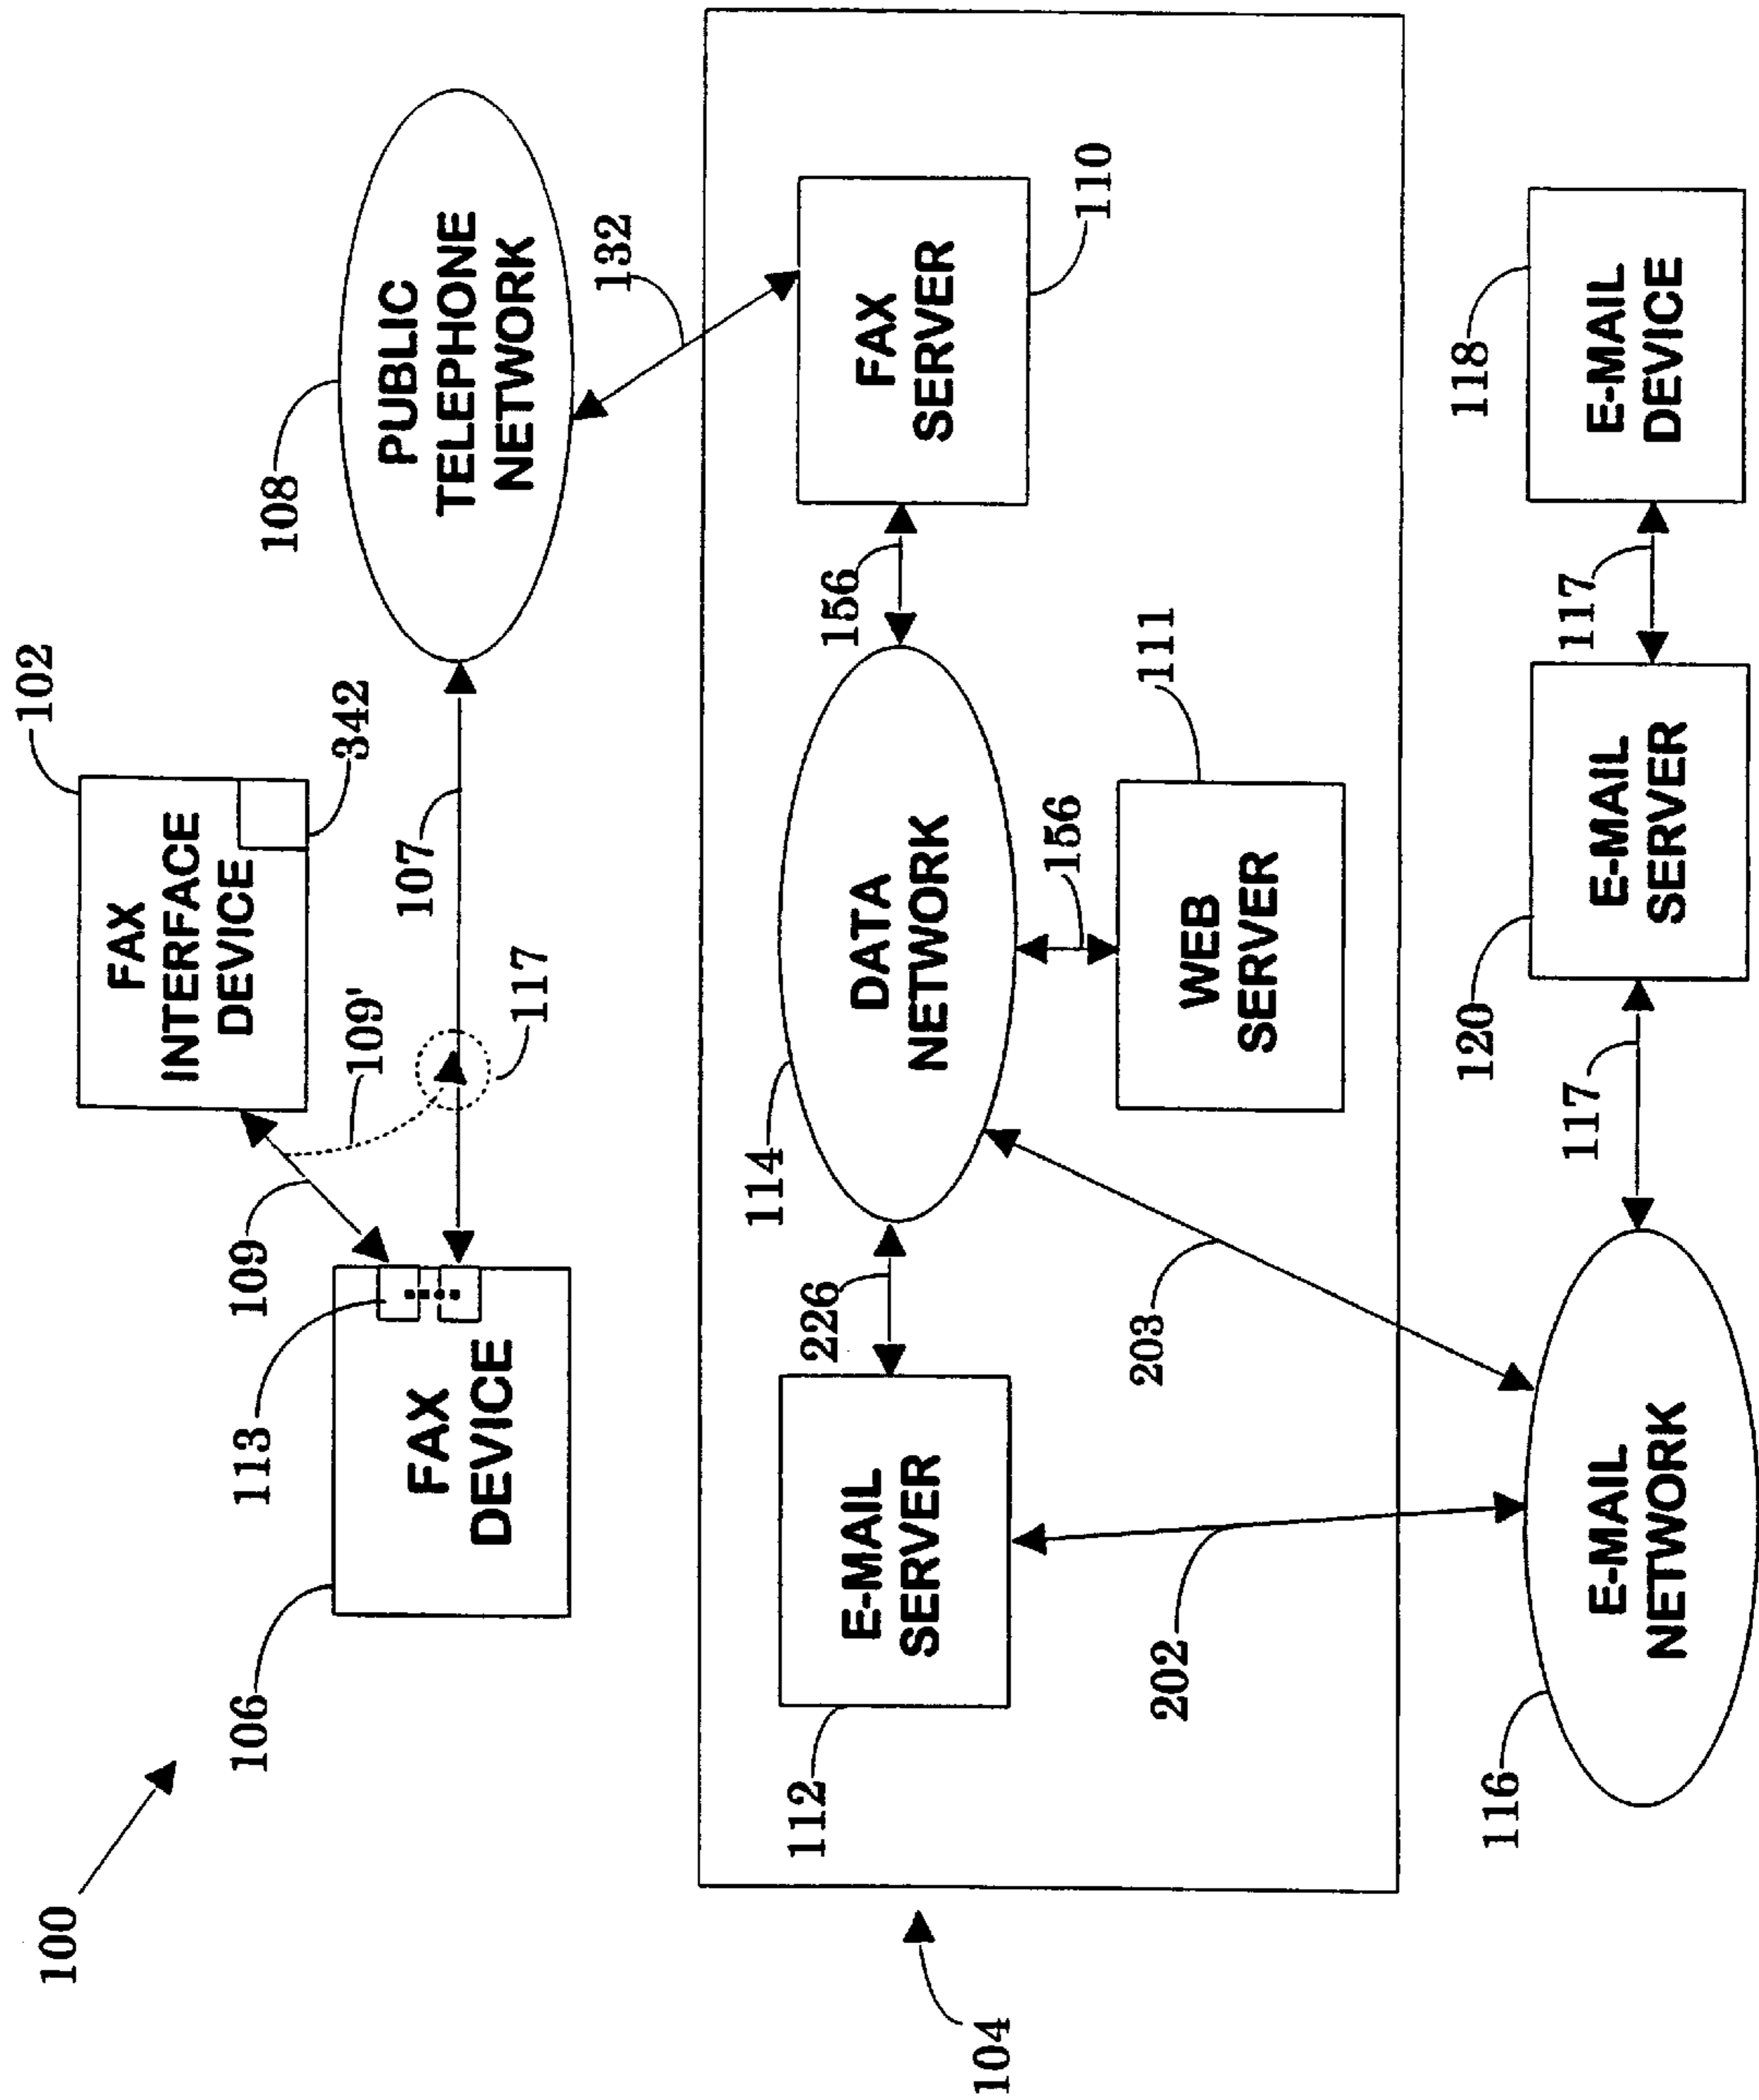 100
102
FAX
INTERFACE
DEVICE
342
109'
109
117
107
113
106
FAX
DEVICE
108
PUBLIC
TELEPHONE
NETWORK
132
104
112
E-MAIL
SERVER
226
114
DATA
NETWORK
156
FAX
SERVER
110
156
WEB
SERVER
111
202
203
116
E-MAIL
NETWORK
117
120
E-MAIL
SERVER
117
118
E-MAIL
DEVICE